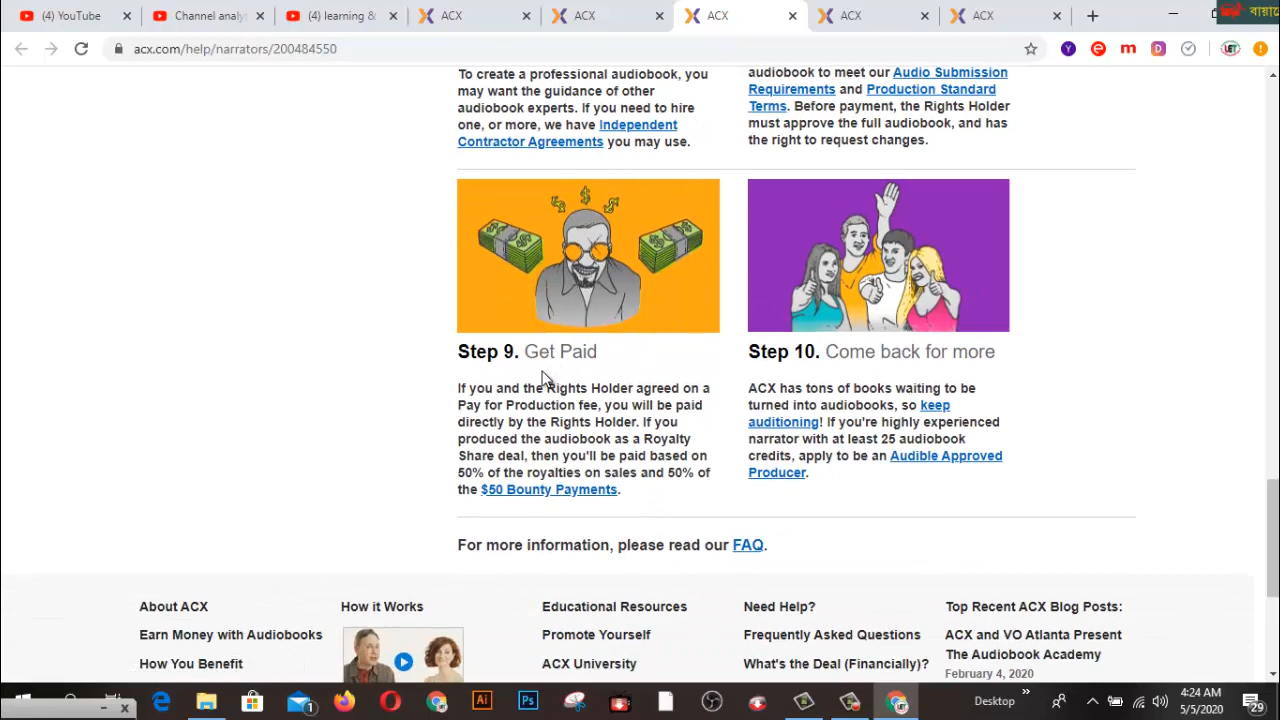 (4) YouTube
Channel analy
(4) learning &
ACX
ACX
ACX
ACX
ACX
acx.com/help/narrators/200484550
To create a professional audiobook, you
may want the guidance of other
audiobook experts. If you need to hire
one, or more, we have Independent
Contractor Agreements you may use.
audiobook to meet our Audio Submission
Requirements and Production Standard
Terms. Before payment, the Rights Holder
must approve the full audiobook, and has
the right to request changes.
Step 9. Get Paid
If you and the Rights Holder agreed on a
Pay for Production fee, you will be paid
directly by the Rights Holder. If you
produced the audiobook as a Royalty
Share deal, then you'll be paid based on
50% of the royalties on sales and 50% of
the $50 Bounty Payments.
Step 10. Come back for more
ACX has tons of books waiting to be
turned into audiobooks, so keep
auditioning! If you're highly experienced
narrator with at least 25 audiobook
credits, apply to be an Audible Approved
Producer.
For more information, please read our FAQ.
About ACX
Earn Money with Audiobooks
How You Benefit
How it Works
Educational Resources
Promote Yourself
ACX University
Need Help?
Frequently Asked Questions
What's the Deal (Financially)?
Top Recent ACX Blog Posts:
ACX and VO Atlanta Present
The Audiobook Academy
February 4, 2020
Desktop
4:24 AM
5/5/2020
29